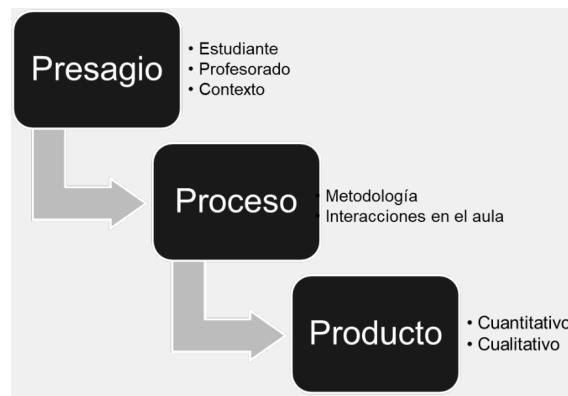 Presagio
• Estudiante
• Profesorado
• Contexto
Proceso
• Metodología
• Interacciones en el aula
Producto
• Cuantitativo
• Cualitativo